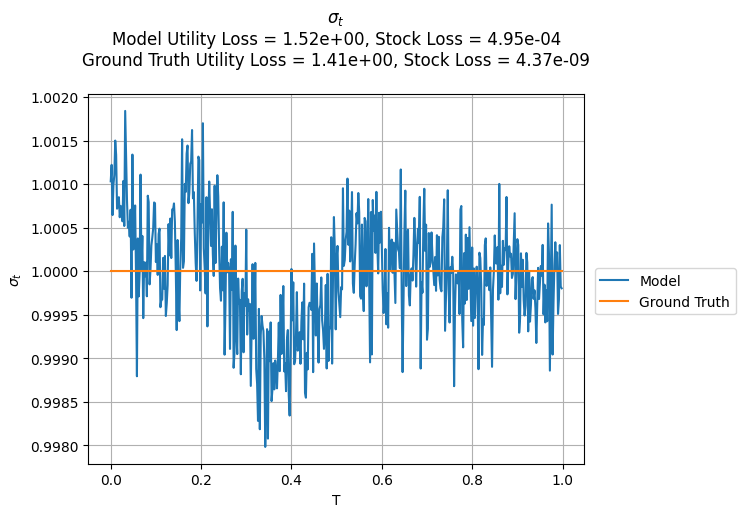 σt
Model Utility Loss = 1.52e+00, Stock Loss = 4.95e-04
Ground Truth Utility Loss = 1.41e+00, Stock Loss = 4.37e-09
1.0020
1.0015
1.0010
1.0005
1.0000
0.9995
0.9990
0.9985
0.9980
σt
0.0 0.2 0.4 0.6 0.8 1.0
T
Model
Ground Truth